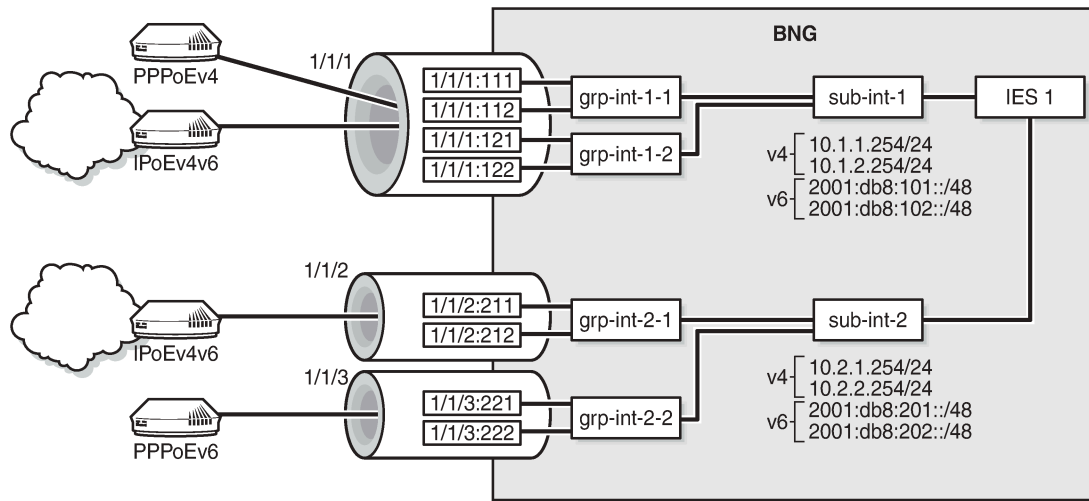 BNG
PPPoEv4
1/1/1
IPoEv4v6
1/1/1:111
1/1/1:112
1/1/1:121
1/1/1:122
grp-int-1-1
grp-int-1-2
sub-int-1
IES 1
v4
10.1.1.254/24
10.1.2.254/24
v6
2001:db8:101::/48
2001:db8:102::/48
1/1/2
IPoEv4v6
1/1/2:211
1/1/2:212
grp-int-2-1
sub-int-2
1/1/3
PPPoEv6
1/1/3:221
1/1/3:222
grp-int-2-2
v4
10.2.1.254/24
10.2.2.254/24
v6
2001:db8:201::/48
2001:db8:202::/48